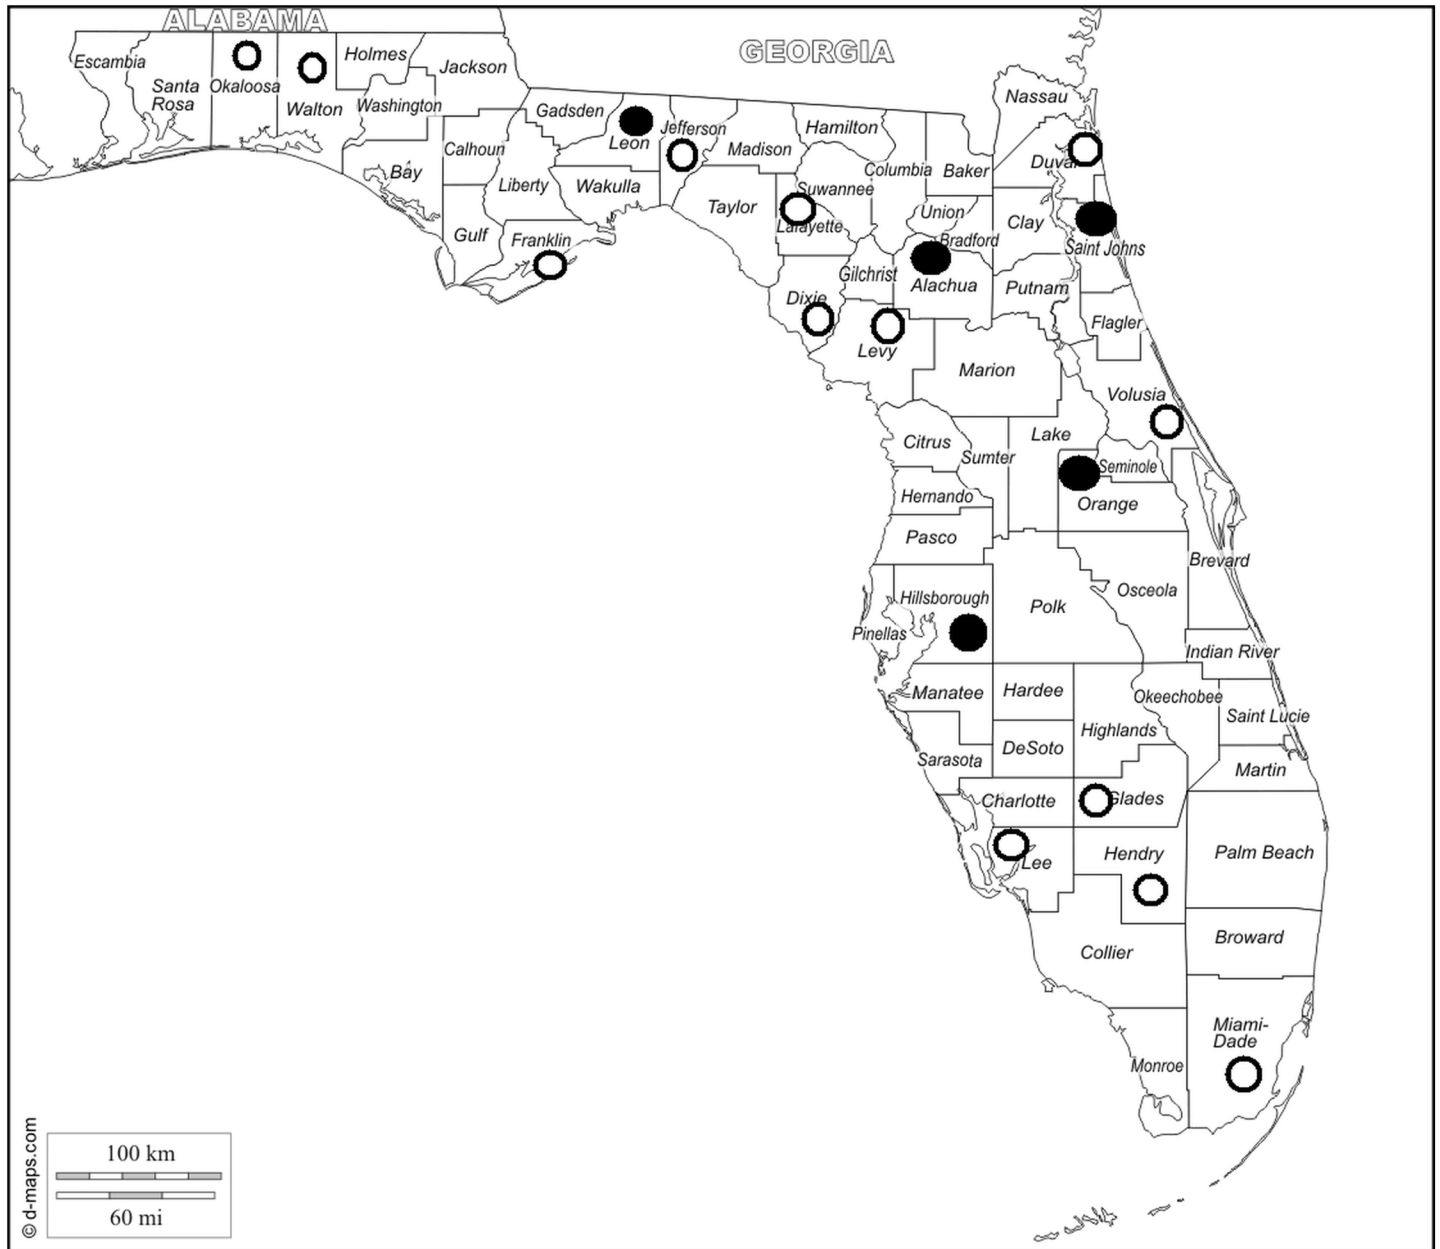 ALABAMA
GEORGIA
Escambia
Santa
Rosa
Okaloosa
Walton
Holmes
Washington
Jackson
Bay
Calhoun
Gulf
Liberty
Franklin
Gadsden
Leon
Wakulla
Jefferson
Madison
Taylor
Hamilton
Suwannee
Lafayette
Columbia
Baker
Nassau
Duval
Union
Bradford
Clay
Saint Johns
Gilchrist
Alachua
Putnam
Dixie
Levy
Flagler
Marion
Volusia
Citrus
Sumter
Lake
Seminole
Hernando
Orange
Pasco
Brevard
Hillsborough
Polk
Osceola
Pinellas
Indian River
Manatee
Hardee
Okeechobee
Highlands
Saint Lucie
Sarasota
DeSoto
Martin
Charlotte
Glades
Lee
Hendry
Palm Beach
Collier
Broward
Miami-
Dade
Monroe
100 km
60 mi
© d-maps.com